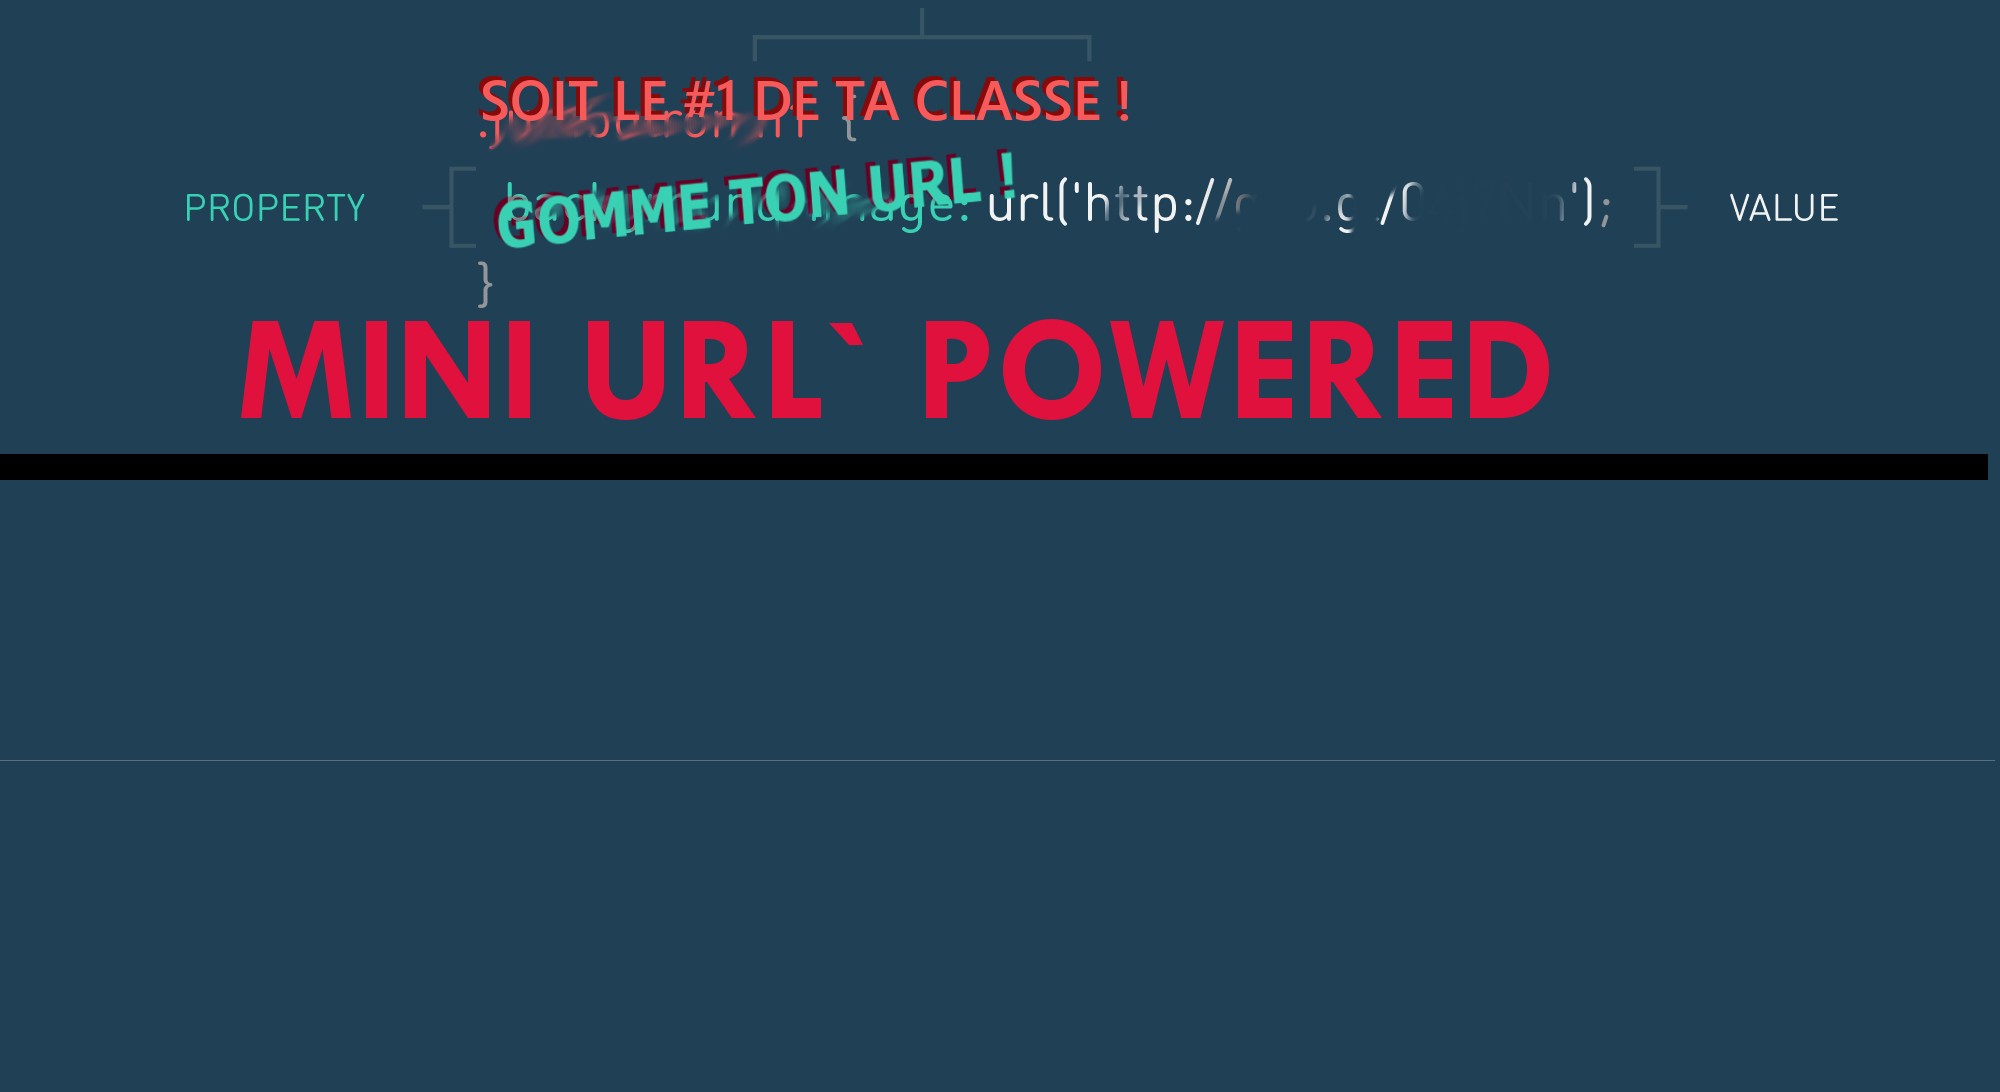 SOIT LE #1 DE TA CLASSE !
{
GOMME TON URL !
PROPERTY url('http:// '); VALUE
}
MINI URL` POWERED